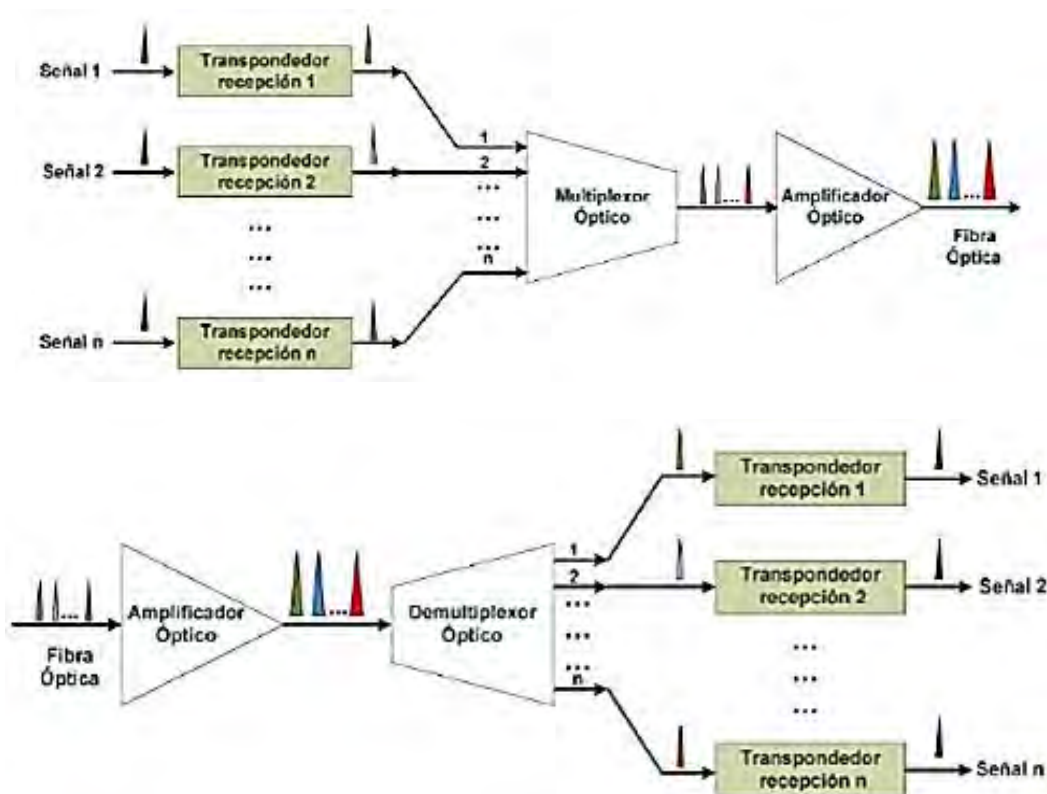 Señal 1
Transpondedor
recepción 1
Señal 2
Transpondedor
recepción 2
...
...
...
Señal n
Transpondedor
recepción n
1
2
...
...
...
n
Multiplexor
Óptico
...
Amplificador
Óptico
...
Fibra
Óptica
...
Fibra
Óptica
Amplificador
Óptico
...
Demultiplexor
Óptico
1
2
...
...
...
n
Transpondedor
recepción 1
Señal 1
Transpondedor
recepción 2
Señal 2
...
...
...
Transpondedor
recepción n
Señal n